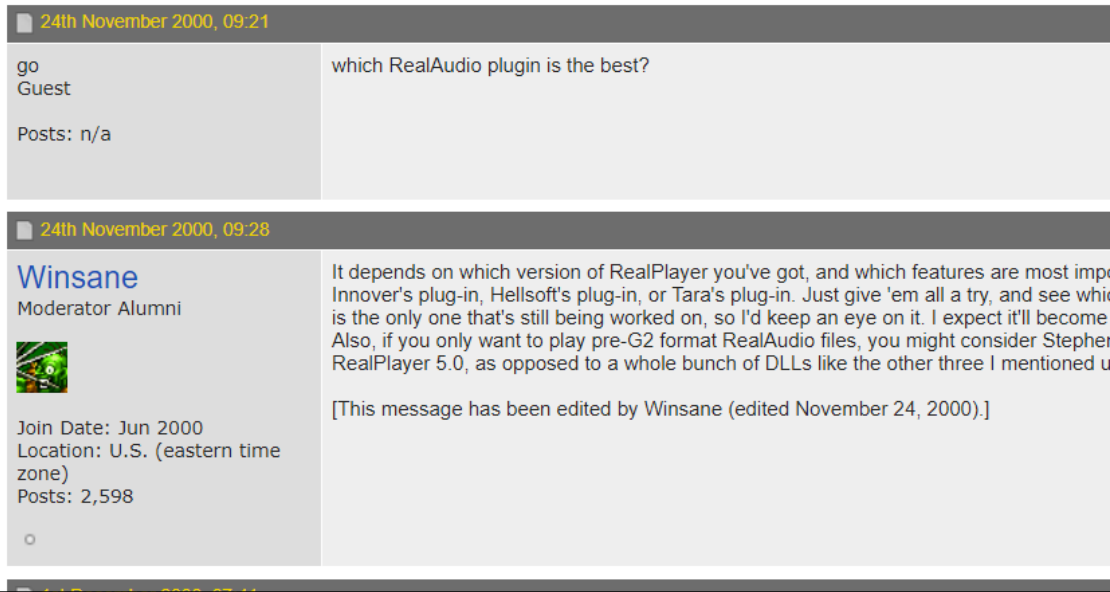 24th November 2000, 09:21
go
Guest
Posts: n/a
which RealAudio plugin is the best?
24th November 2000, 09:28
Winsane
Moderator Alumni
Join Date: Jun 2000
Location: U.S. (eastern time
zone)
Posts: 2,598
It depends on which version of RealPlayer you've got, and which features are most
Innover's plug-in, Hellsoft's plug-in, or Tara's plug-in. Just give 'em all a try, and see
is the only one that's still being worked on, so I'd keep an eye on it. I expect it'll become
Also, if you only want to play pre-G2 format RealAudio files, you might consider
RealPlayer 5.0, as opposed to a whole bunch of DLLs like the other three I mentioned
[This message has been edited by Winsane (edited November 24, 2000).]